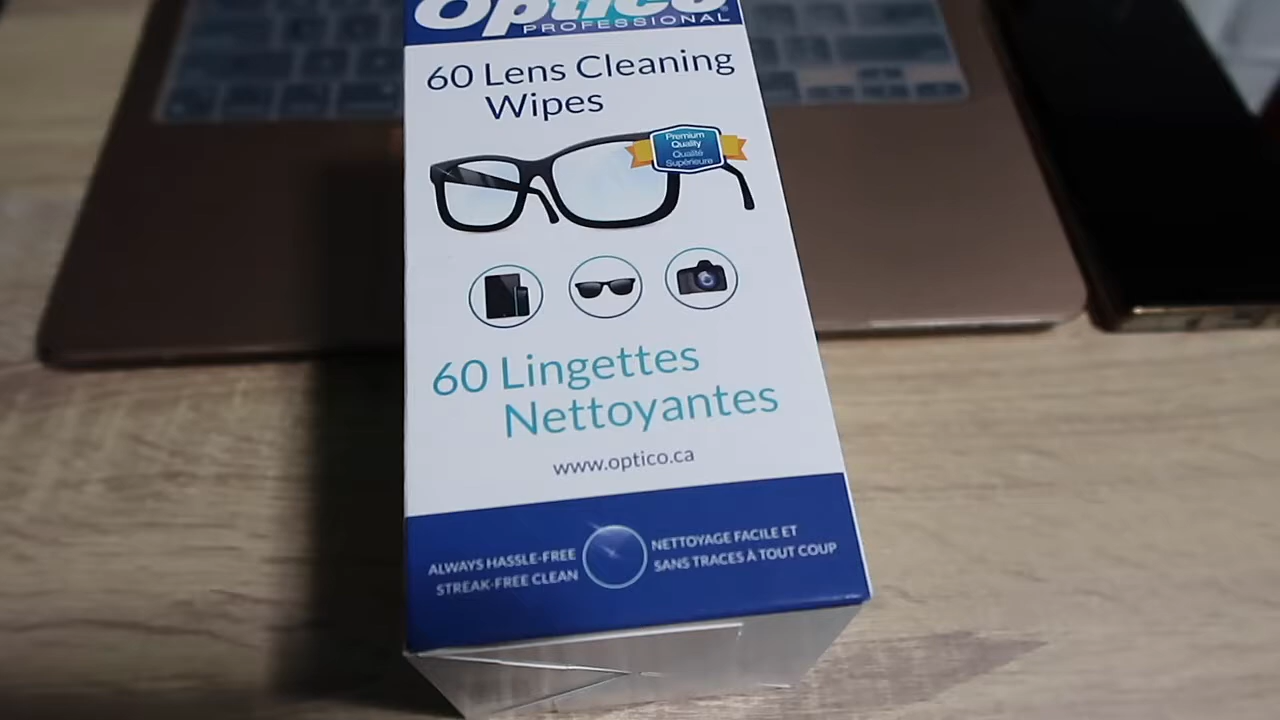 Optico®
PROFESSIONAL
60 Lens Cleaning
Wipes
Premium
Quality
Qualité
Supérieure
60 Lingettes
Nettoyantes
www.optico.ca
ALWAYS HASSLE-FREE
STREAK-FREE CLEAN
NETTOYAGE FACILE ET
SANS TRACES À TOUT COUP